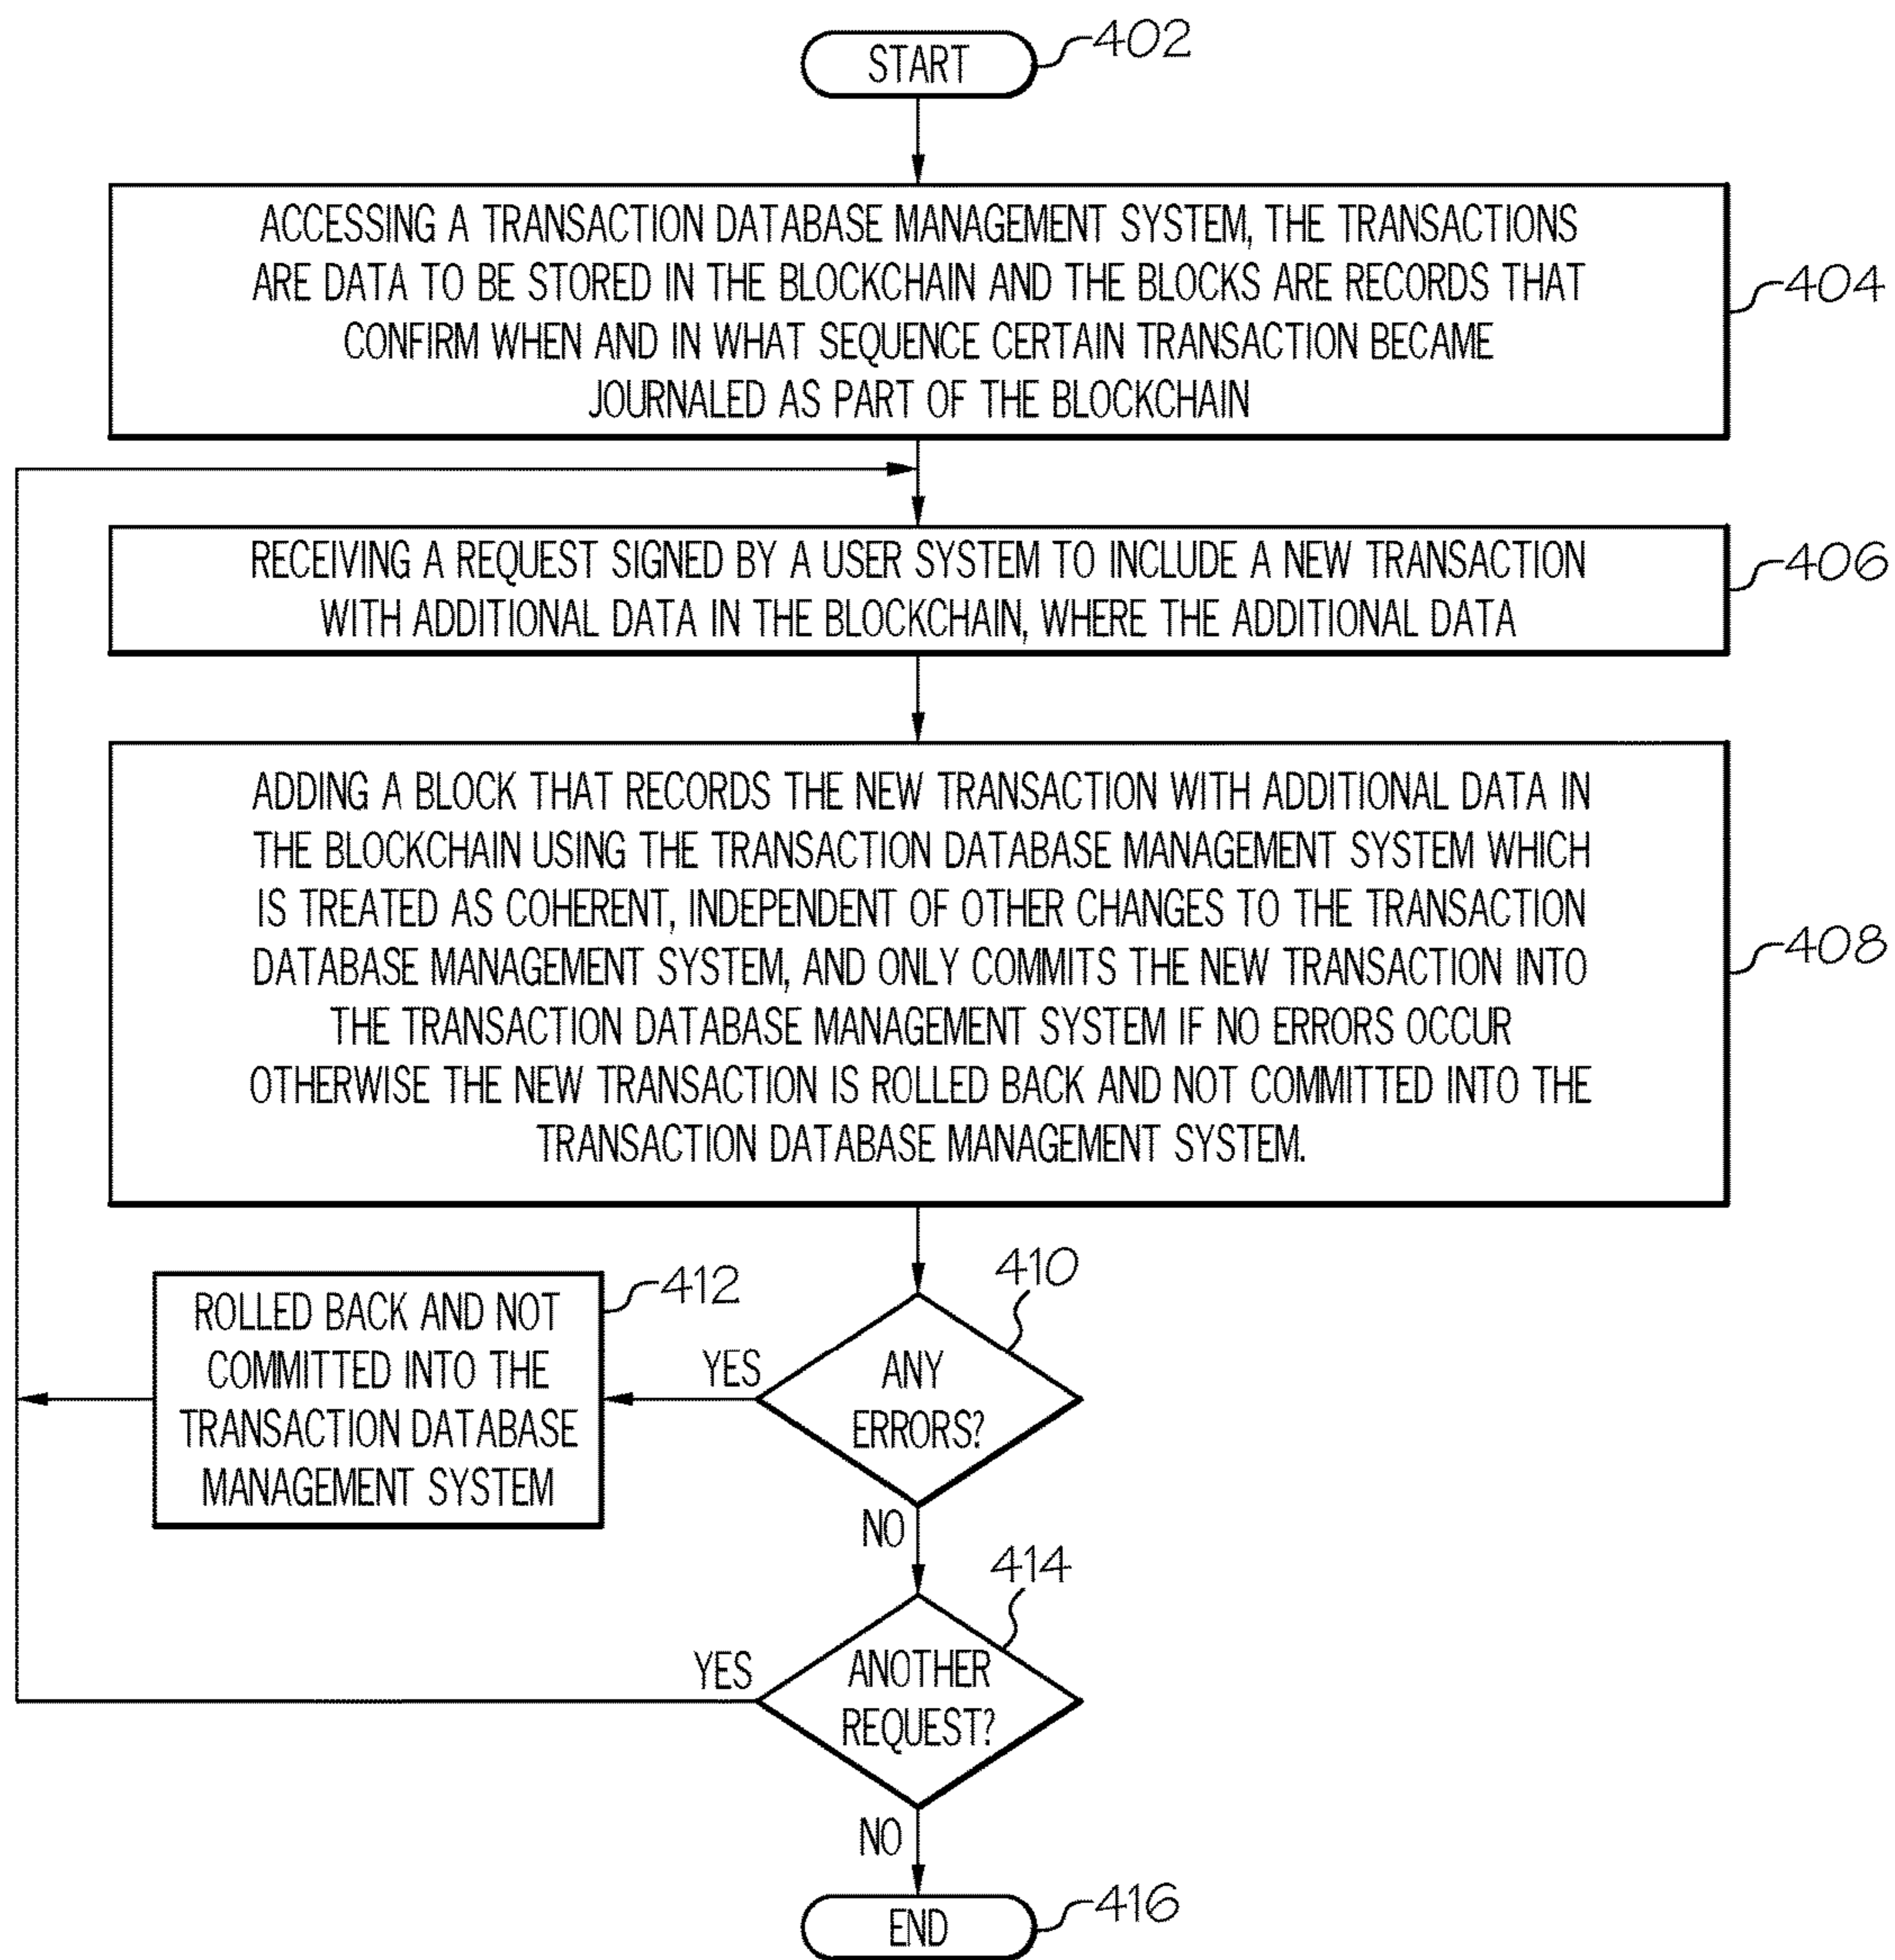 START
402
ACCESSING A TRANSACTION DATABASE MANAGEMENT SYSTEM, THE TRANSACTIONS
ARE DATA TO BE STORED IN THE BLOCKCHAIN AND THE BLOCKS ARE RECORDS THAT
CONFIRM WHEN AND IN WHAT SEQUENCE CERTAIN TRANSACTION BECAME
JOURNALED AS PART OF THE BLOCKCHAIN
404
RECEIVING A REQUEST SIGNED BY A USER SYSTEM TO INCLUDE A NEW TRANSACTION
WITH ADDITIONAL DATA IN THE BLOCKCHAIN, WHERE THE ADDITIONAL DATA
406
ADDING A BLOCK THAT RECORDS THE NEW TRANSACTION WITH ADDITIONAL DATA IN
THE BLOCKCHAIN USING THE TRANSACTION DATABASE MANAGEMENT SYSTEM WHICH
IS TREATED AS COHERENT, INDEPENDENT OF OTHER CHANGES TO THE TRANSACTION
DATABASE MANAGEMENT SYSTEM, AND ONLY COMMITS THE NEW TRANSACTION INTO
THE TRANSACTION DATABASE MANAGEMENT SYSTEM IF NO ERRORS OCCUR
OTHERWISE THE NEW TRANSACTION IS ROLLED BACK AND NOT COMMITTED INTO THE
TRANSACTION DATABASE MANAGEMENT SYSTEM.
408
410
ANY
ERRORS?
YES
412
ROLLED BACK AND NOT
COMMITTED INTO THE
TRANSACTION DATABASE
MANAGEMENT SYSTEM
NO
414
ANOTHER
REQUEST?
YES
NO
END
416